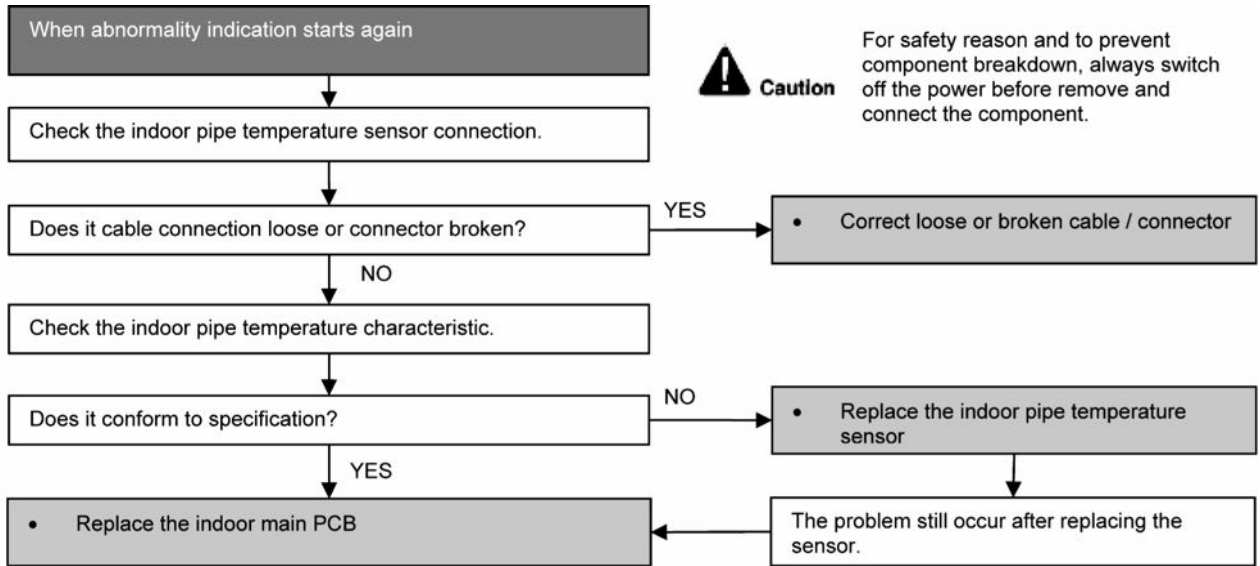 When abnormality indication starts again
For safety reason and to prevent
component breakdown, always switch
off the power before remove and
connect the component.
Caution
Check the indoor pipe temperature sensor connection.
Does it cable connection loose or connector broken?
YES
• Correct loose or broken cable / connector
NO
Check the indoor pipe temperature characteristic.
Does it conform to specification?
NO
• Replace the indoor pipe temperature
sensor
YES
• Replace the indoor main PCB
The problem still occur after replacing the
sensor.